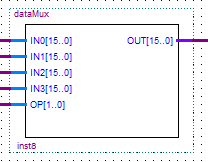 dataMux
IN0[15..0] OUT[15..0]
IN1[15..0]
IN2[15..0]
IN3[15..0]
OP[1..0]
inst8